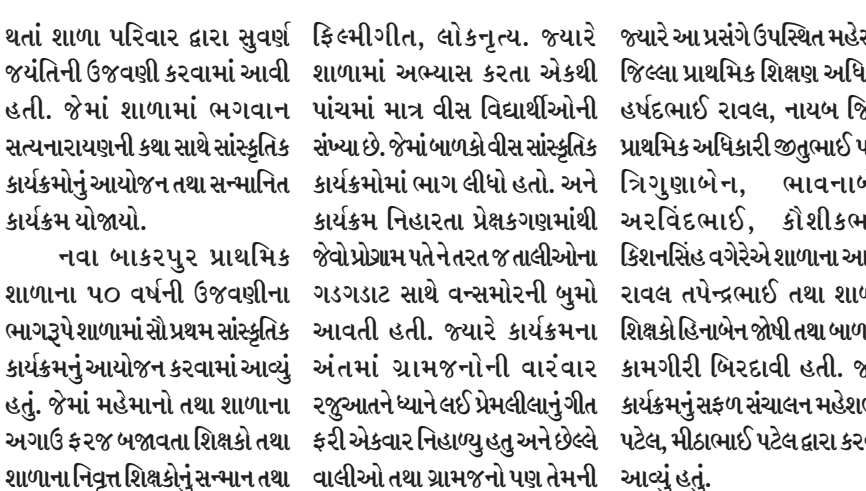 થતાં શાળા પરિવાર દ્વારા સુવર્ણ
જયંતિની ઉજવણી કરવામાં આવી
હતી. જેમાં શાળામાં ભગવાન
સત્યનારાયણની કથા સાથે સાંસ્કૃતિક
કાર્યક્રમોનું આયોજન તથા સન્માનિત
કાર્યક્રમ યોજાયો.
નવા બાકરપુર પ્રાથમિક
શાળાના ૫૦ વર્ષની ઉજવણીના
ભાગરૂપે શાળામાં સૌ પ્રથમ સાંસ્કૃતિક
કાર્યક્રમનું આયોજન કરવામાં આવ્યું
હતું. જેમાં મહેમાનો તથા શાળાના
અગાઉ ફરજ બજાવતા શિક્ષકો તથા
શાળાના નિવૃત્ત શિક્ષકોનું સન્માન તથા
ફિલ્મીગીત, લોકનૃત્ય. જ્યારે
શાળામાં અભ્યાસ કરતા એકથી
પાંચમાં માત્ર વીસ વિદ્યાર્થીઓની
સંખ્યા છે. જેમાં બાળકો વીસ સાંસ્કૃતિક
કાર્યક્રમોમાં ભાગ લીધો હતો. અને
કાર્યક્રમ નિહારતા પ્રેક્ષકગણમાંથી
જેવો પ્રોગ્રામ પતે ને તરત જ તાલીઓના
ગડગડાટ સાથે વન્સમોરની બુમો
આવતી હતી. જ્યારે કાર્યક્રમના
અંતમાં ગ્રામજનોની વારંવાર
રજુઆતને ધ્યાને લઈ પ્રેમલીલાનું ગીત
ફરી એકવાર નિહાળ્યુ હતુ અને છેલ્લે
વાલીઓ તથા ગ્રામજનો પણ તેમની
જ્યારે આ પ્રસંગે ઉપસ્થિત
જિલ્લા પ્રાથમિક શિક્ષણ
હર્ષદભાઈ રાવલ, નાયબ
પ્રાથમિક અધિકારી જીતુભાઈ
ત્રિગુણાબેન,
અરવિંદભાઈ,
કિશનસિંહ વગેરેએ શાળાના
રાવલ તપેન્દ્રભાઈ તથા
શિક્ષકો હિનાબેન જોષી તથા
કામગીરી બિરદાવી હતી.
કાર્યક્રમનું સફળ સંચાલન
પટેલ, મીઠાભાઈ પટેલ દ્વારા
આવ્યું હતું.